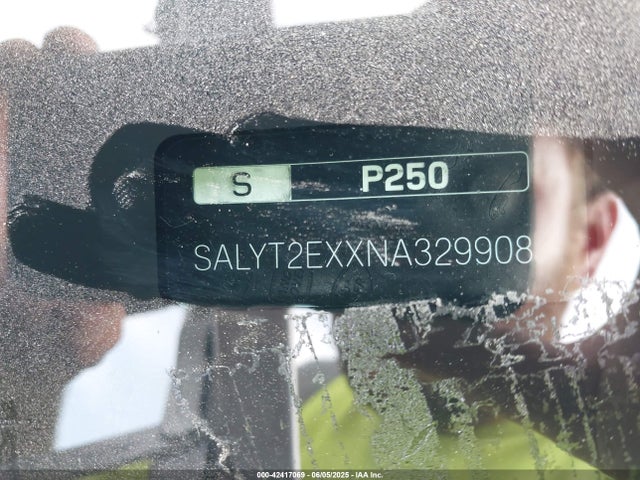 S P250
SALYT2EXXNA329908
000-42417069 - 06/05/2025 - IAA Inc.